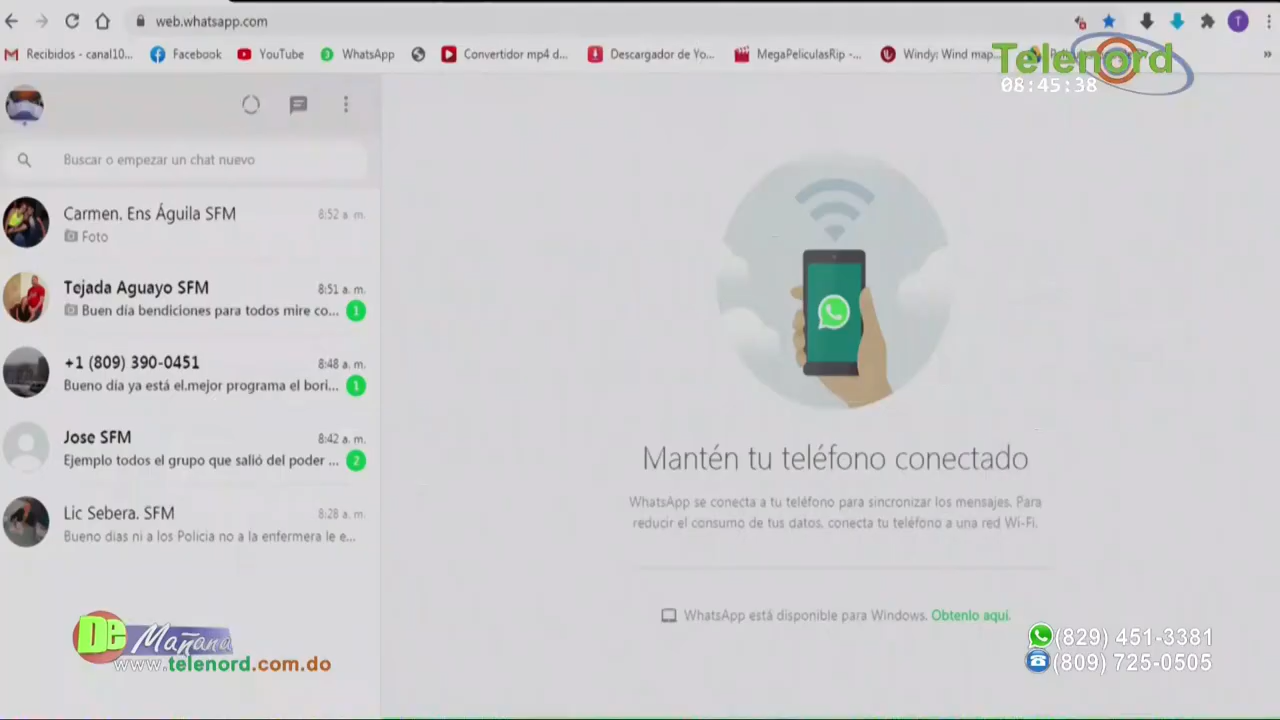 web.whatsapp.com
T
Recibidos - canal10...
Facebook
YouTube
WhatsApp
Convertidor mp4 d...
Descargador de Yo...
MegaPeliculasRip -...
Windy: Wind map
»
Telenord
08:45:38
Buscar o empezar un chat nuevo
Carmen. Ens Águila SFM 8:52 a. m.
Foto
Tejada Aguayo SFM 8:51 a. m.
Buen día bendiciones para todos mire co... 1
+1 (809) 390-0451 8:48 a. m.
Bueno día ya está el.mejor programa el bori... 1
Jose SFM 8:42 a. m.
Ejemplo todos el grupo que salió del poder ... 2
Lic Sebera. SFM 8:28 a. m.
Bueno dias ni a los Policia no a la enfermera le e...
Mantén tu teléfono conectado
WhatsApp se conecta a tu teléfono para sincronizar los mensajes. Para
reducir el consumo de tus datos, conecta tu teléfono a una red Wi-Fi.
WhatsApp está disponible para Windows. Obtenlo aquí.
De Mañana
www.telenord.com.do
(829) 451-3381
(809) 725-0505